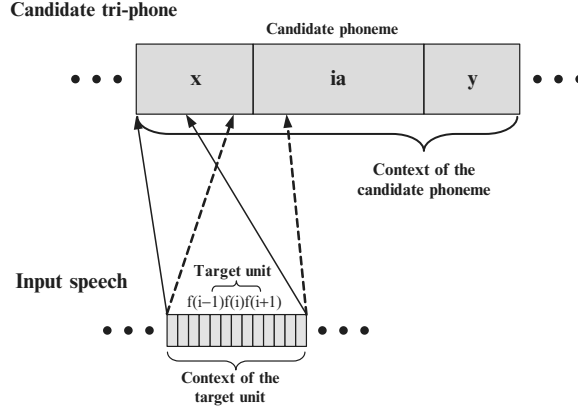 Candidate tri-phone
Candidate phoneme
x ia y
Context of the
candidate phoneme
Input speech
Target unit
f(i−1)f(i)f(i+1)
Context of the
target unit